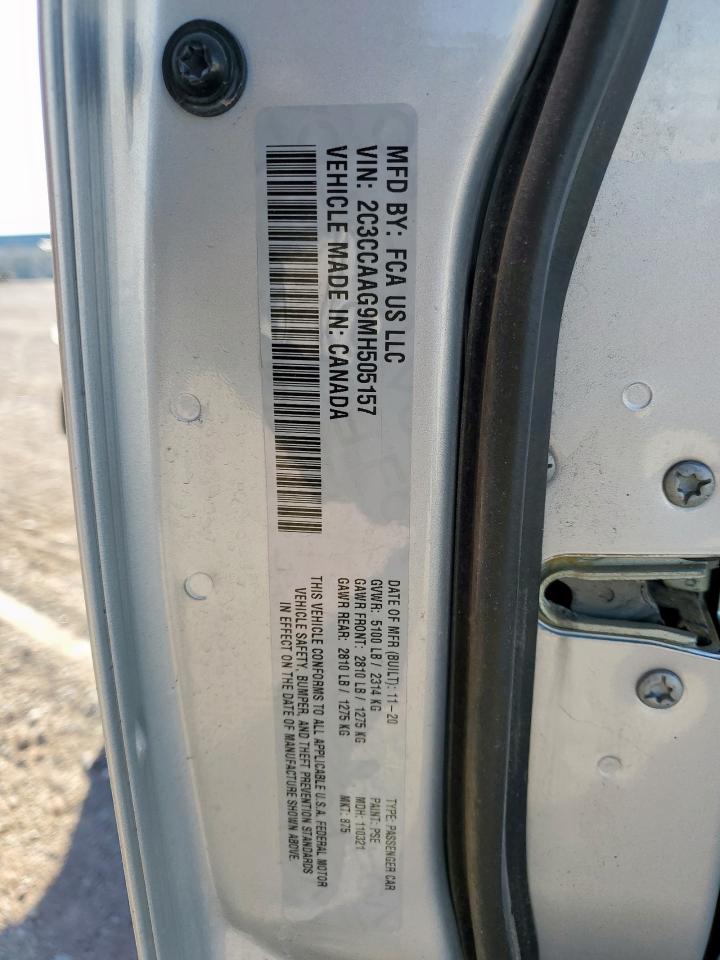 MFD BY: FCA US LLC
VIN: 2C3CCAAG9MH505157
VEHICLE MADE IN: CANADA
DATE OF MFR (BUILT): 11-20
GVWR: 5100 LB / 2314 KG
GAWR FRONT: 2810 LB / 1275 KG
GAWR REAR: 2810 LB / 1275 KG
TYPE: PASSENGER CAR
PAINT: PSE
MDH: 110321
MKT: 875
THIS VEHICLE CONFORMS TO ALL APPLICABLE U.S.A. FEDERAL MOTOR
VEHICLE SAFETY, BUMPER, AND THEFT PREVENTION STANDARDS
IN EFFECT ON THE DATE OF MANUFACTURE SHOWN ABOVE.